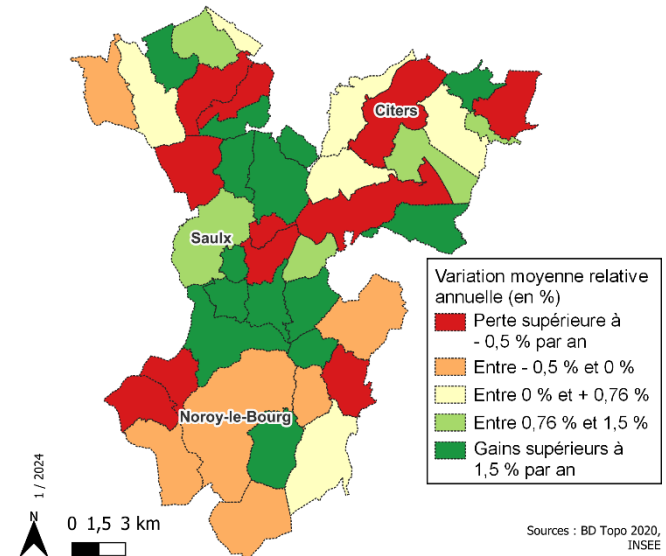 Citers
Saulx
Noroy-le-Bourg
Variation moyenne relative
annuelle (en %)
Perte supérieure à
- 0,5 % par an
Entre - 0,5 % et 0 %
Entre 0 % et + 0,76 %
Entre 0,76 % et 1,5 %
Gains supérieurs à
1,5 % par an
1 / 2024
N
0 1,5 3 km
Sources : BD Topo 2020,
INSEE